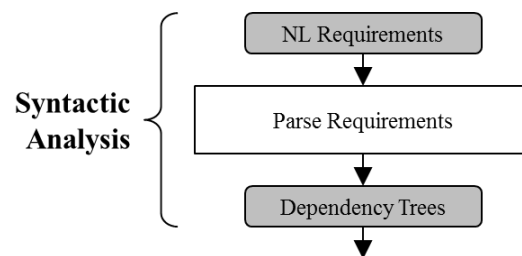 NL Requirements
Syntactic
Analysis
Parse Requirements
Dependency Trees